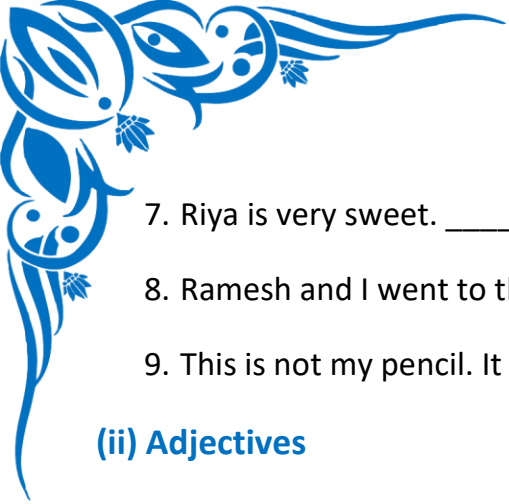 7. Riya is very sweet. ____
8. Ramesh and I went to t
9. This is not my pencil. It
(ii) Adjectives